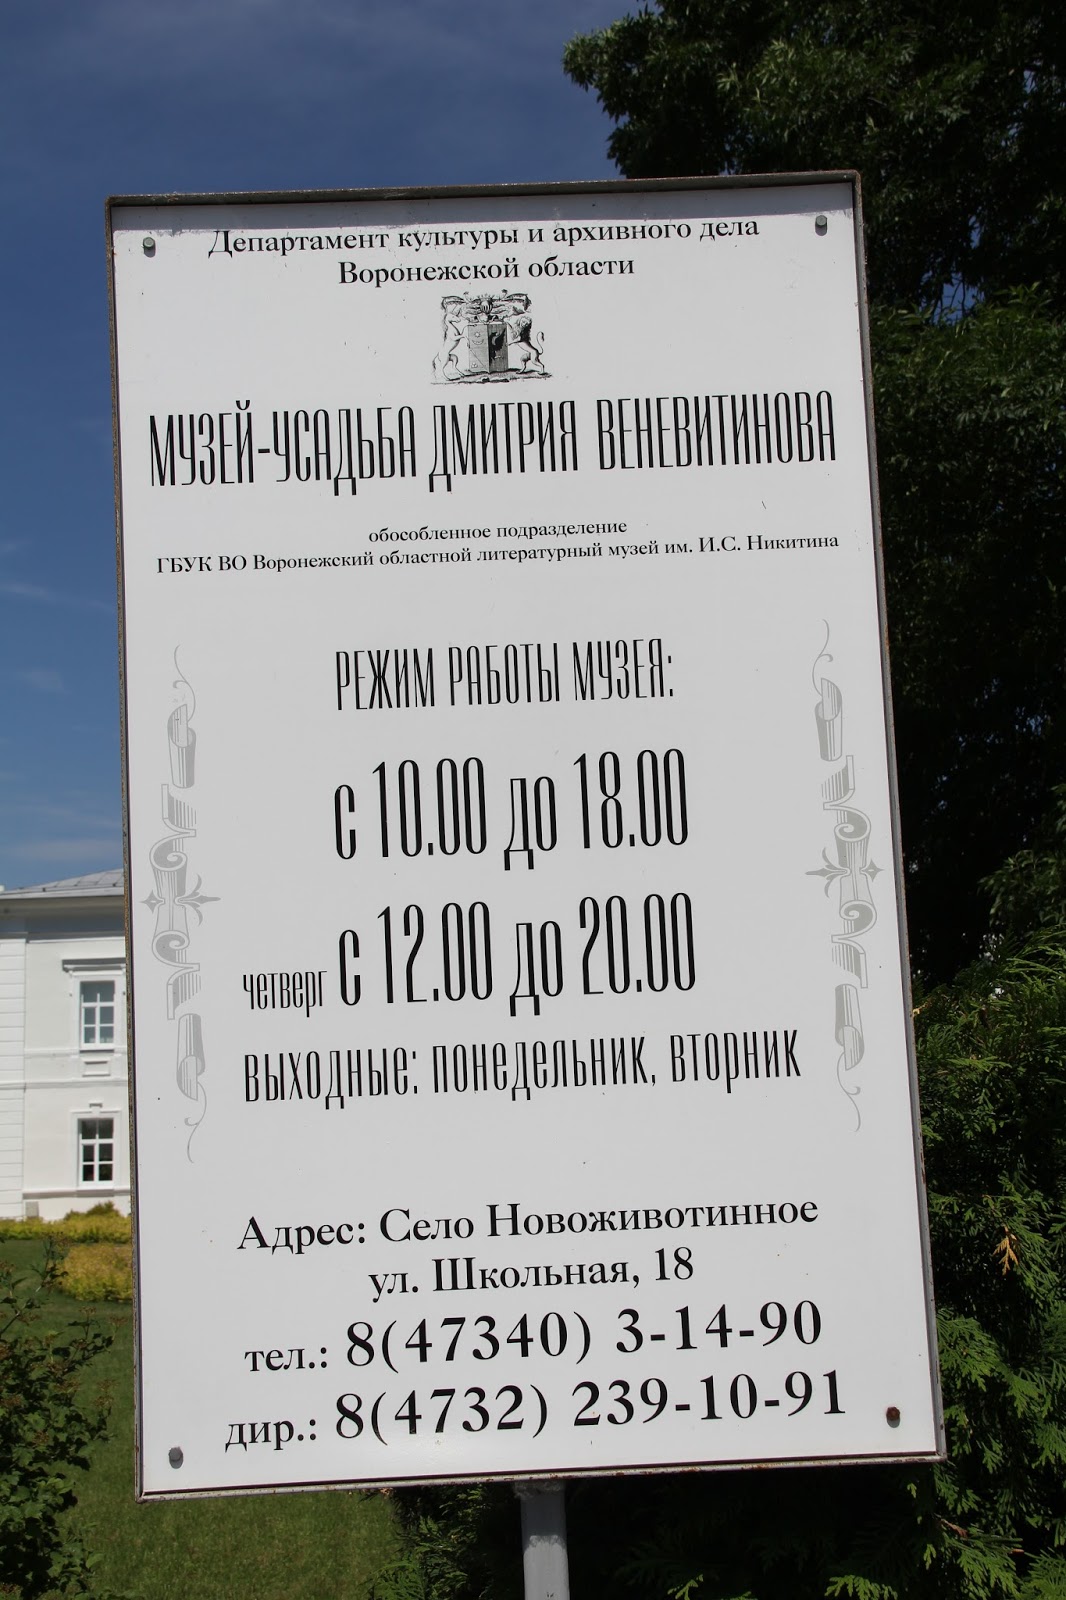 Департамент культуры и архивного дела
Воронежской области
МУЗЕЙ-УСАДЬБА ДМИТРИЯ ВЕНЕВИТИНОВА
обособленное подразделение
ГБУК ВО Воронежский областной литературный музей им. И.С. Никитина
РЕЖИМ РАБОТЫ МУЗЕЯ:
с 10.00 до 18.00
четверг с 12.00 до 20.00
выходные: понедельник, вторник
Адрес: Село Новоживотинное
ул. Школьная, 18
тел.: 8(47340) 3-14-90
дир.: 8(4732) 239-10-91